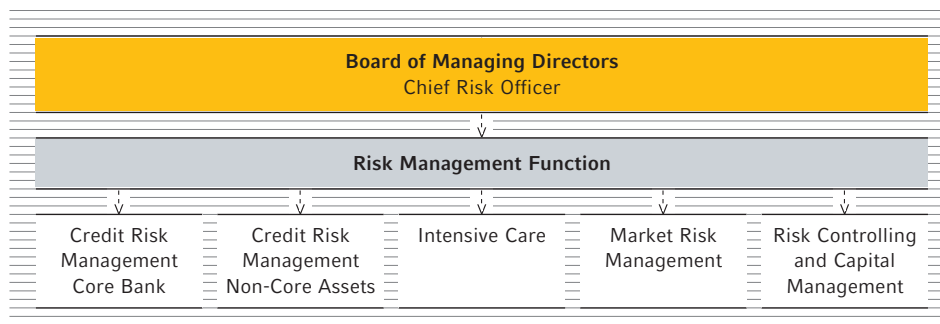 Board of Managing Directors
Chief Risk Officer
Risk Management Function
Credit Risk
Management
Core Bank
Credit Risk
Management
Non-Core Assets
Intensive Care
Market Risk
Management
Risk Controlling
and Capital
Management